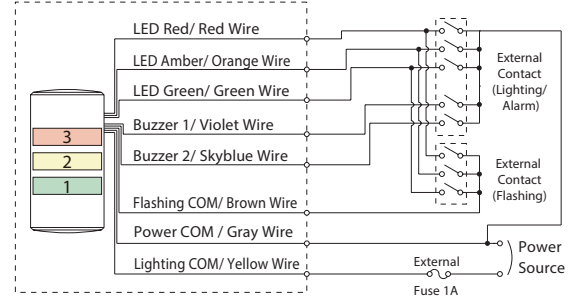 LED Red/ Red Wire
LED Amber/ Orange Wire
LED Green/ Green Wire
Buzzer 1/ Violet Wire
Buzzer 2/ Skyblue Wire
Flashing COM/ Brown Wire
Power COM / Gray Wire
Lighting COM/ Yellow Wire
3
2
1
External
Contact
(Lighting/
Alarm)
External
Contact
(Flashing)
External
Fuse 1A
Power
Source